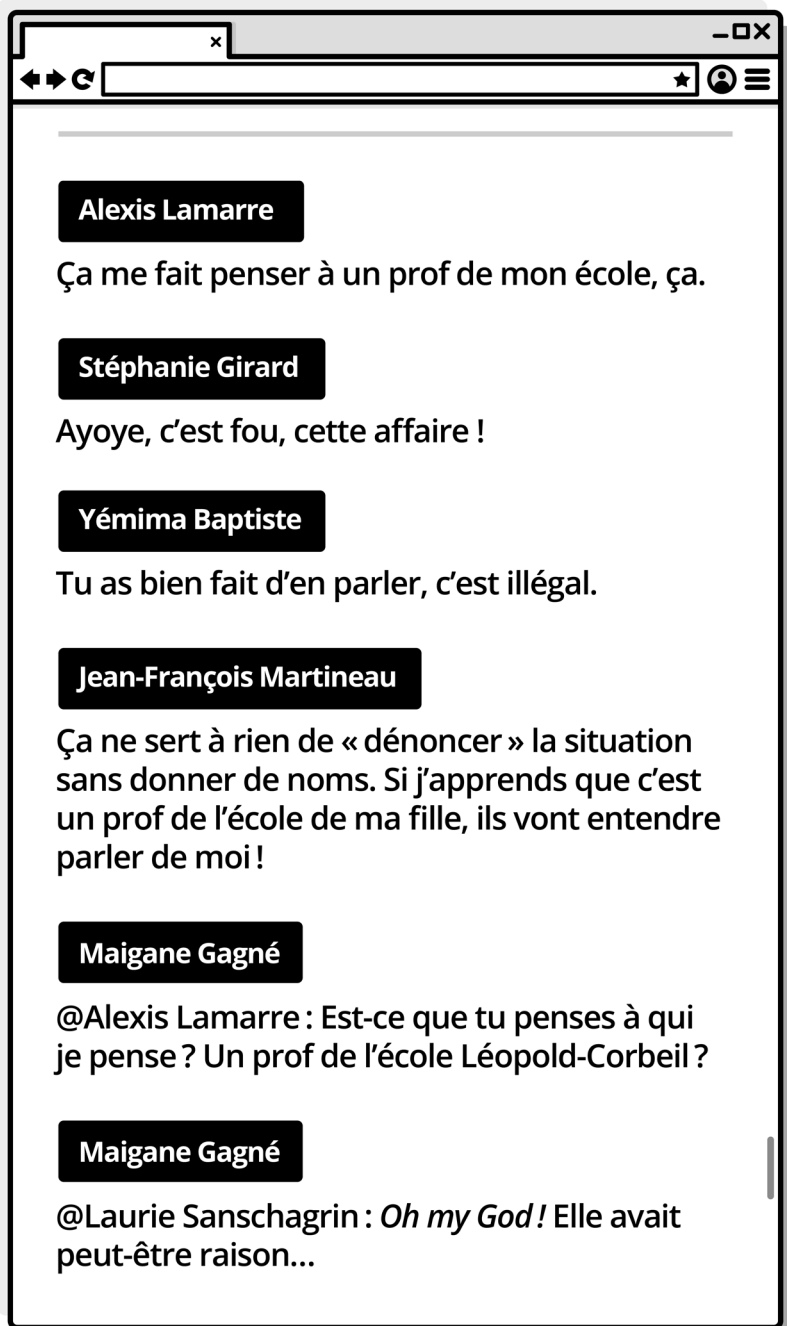 Alexis Lamarre
Ça me fait penser à un prof de mon école, ça.
Stéphanie Girard
Ayoye, c’est fou, cette affaire !
Yémima Baptiste
Tu as bien fait d’en parler, c’est illégal.
Jean-François Martineau
Ça ne sert à rien de « dénoncer » la situation
sans donner de noms. Si j’apprends que c’est
un prof de l’école de ma fille, ils vont entendre
parler de moi !
Maigane Gagné
@Alexis Lamarre : Est-ce que tu penses à qui
je pense ? Un prof de l’école Léopold-Corbeil ?
Maigane Gagné
@Laurie Sanschagrin : Oh my God ! Elle avait
peut-être raison…